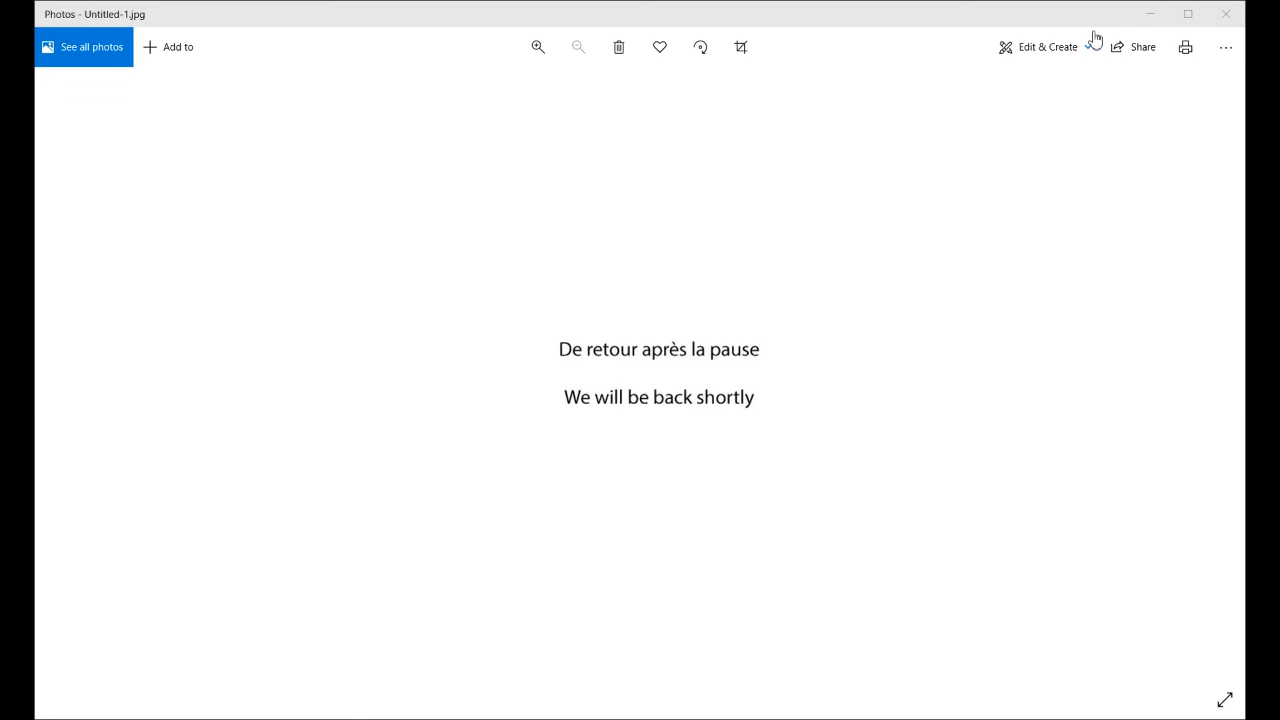 Photos - Untitled-1.jpg
See all photos
Add to
Edit & Create
Share
De retour après la pause
We will be back shortly